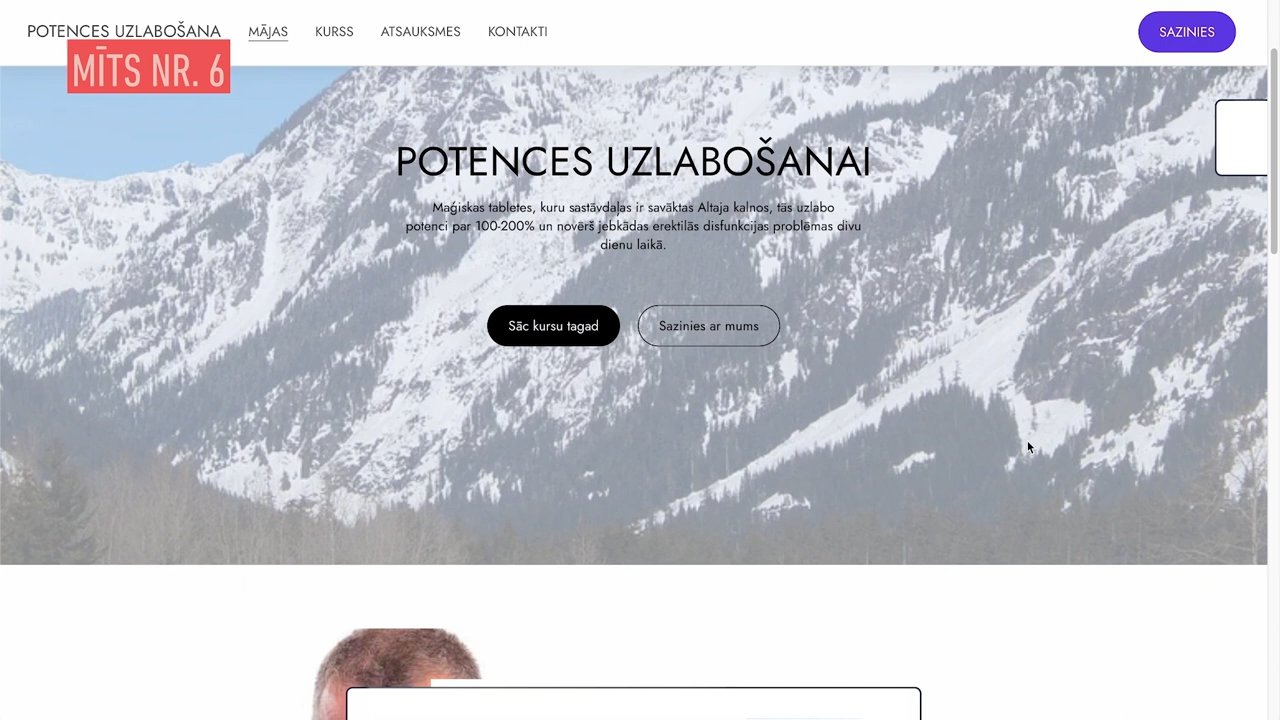 POTENCES UZLABOŠANA
MĀJAS
KURSS
ATSAUKSMES
KONTAKTI
SAZINIES
MĪTS NR. 6
POTENCES UZLABOŠANAI
Maģiskas tabletes, kuru sastāvdaļas ir savāktas Altaja kalnos, tās uzlabo
potenci par 100-200% un novērš jebkādas erektilās disfunkcijas problēmas divu
dienu laikā.
Sāc kursu tagad
Sazinies ar mums